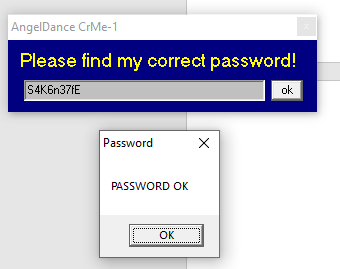 AngelDance CrMe-1
Please find my correct password!
S4K6n37fE
ok
Password
PASSWORD OK
OK